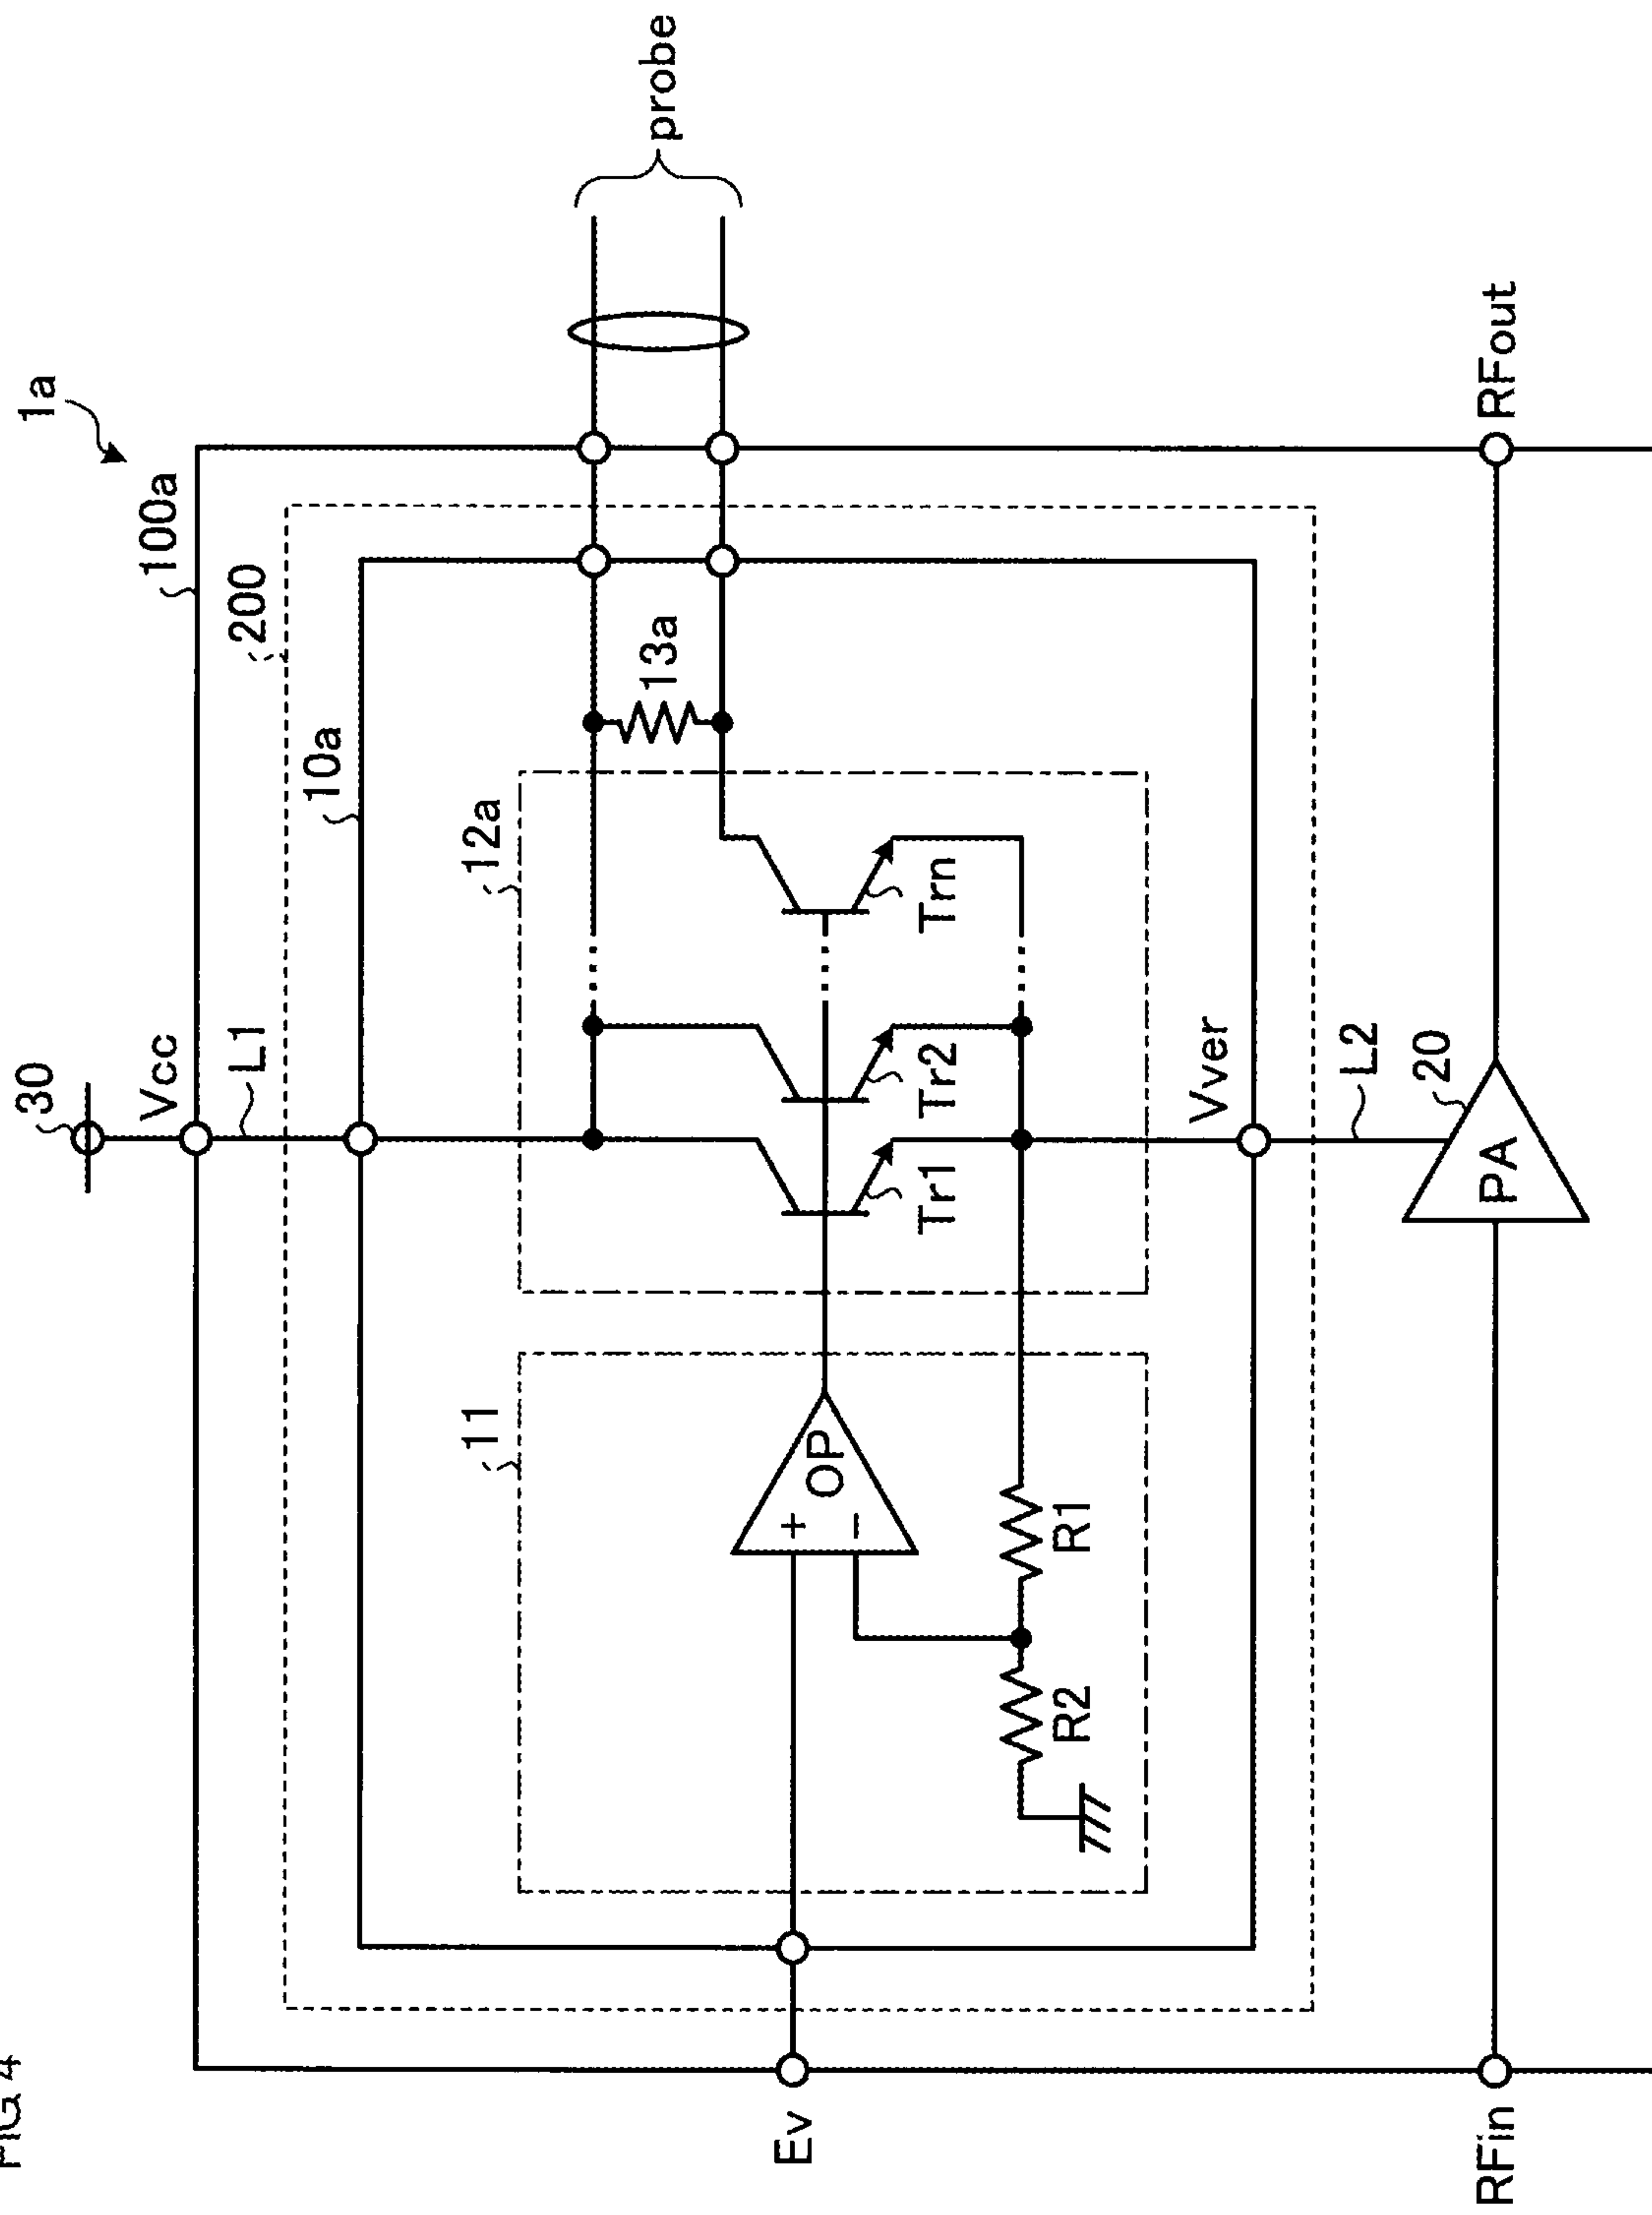 FIG 4
1a
30
Vcc
100a
L1
200
10a
12a
13a
probe
11
OP
+
−
Tr1
Tr2
Trn
R1
R2
Vver
L2
20
PA
Ev
RFin
RFout